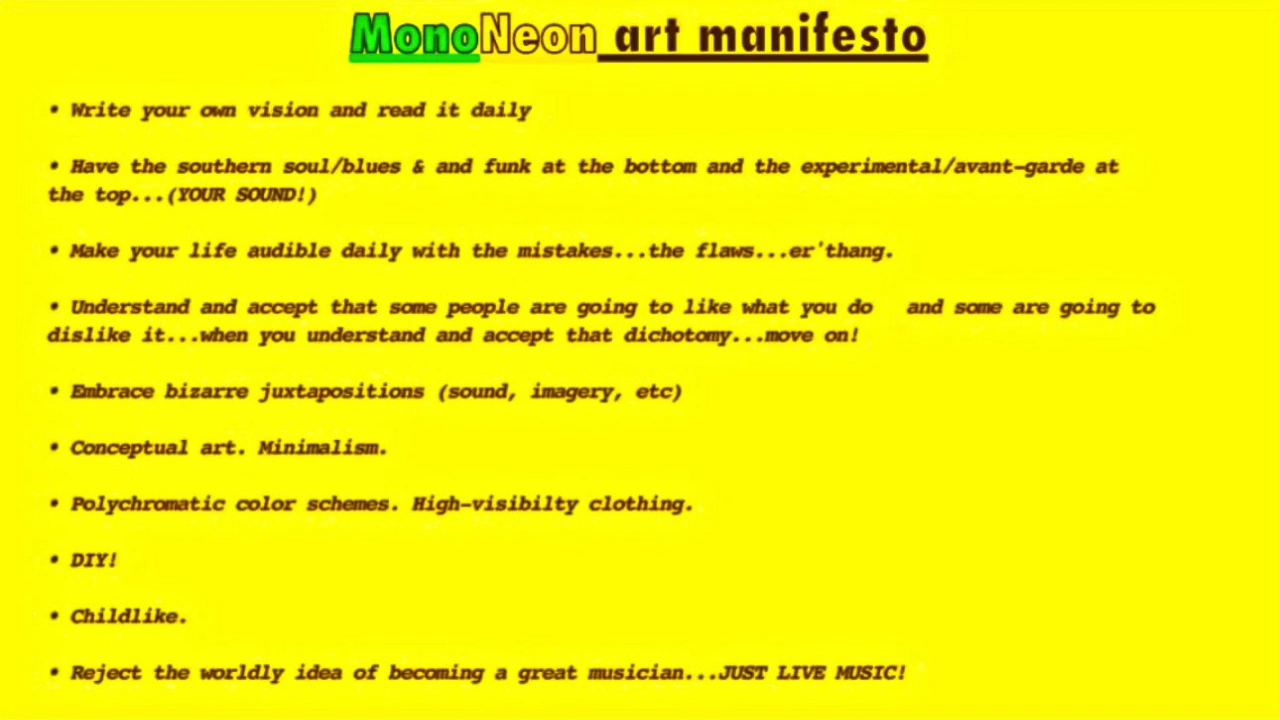 MonoNeon art manifesto
• Write your own vision and read it daily
• Have the southern soul/blues & and funk at the bottom and the experimental/avant-garde at
the top...(YOUR SOUND!)
• Make your life audible daily with the mistakes...the flaws...er'thang.
• Understand and accept that some people are going to like what you do   and some are going to
dislike it...when you understand and accept that dichotomy...move on!
• Embrace bizarre juxtapositions (sound, imagery, etc)
• Conceptual art. Minimalism.
• Polychromatic color schemes. High-visibilty clothing.
• DIY!
• Childlike.
• Reject the worldly idea of becoming a great musician...JUST LIVE MUSIC!